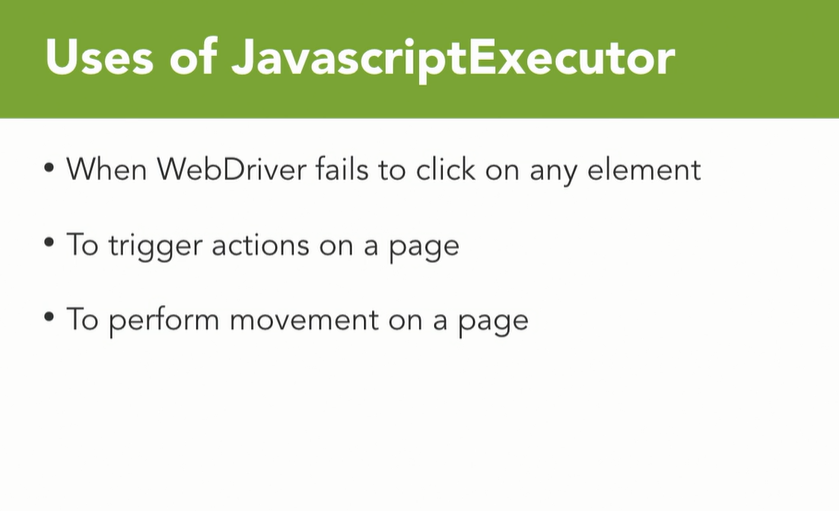 Uses of JavascriptExecutor
• When WebDriver fails to click on any element
• To trigger actions on a page
• To perform movement on a page